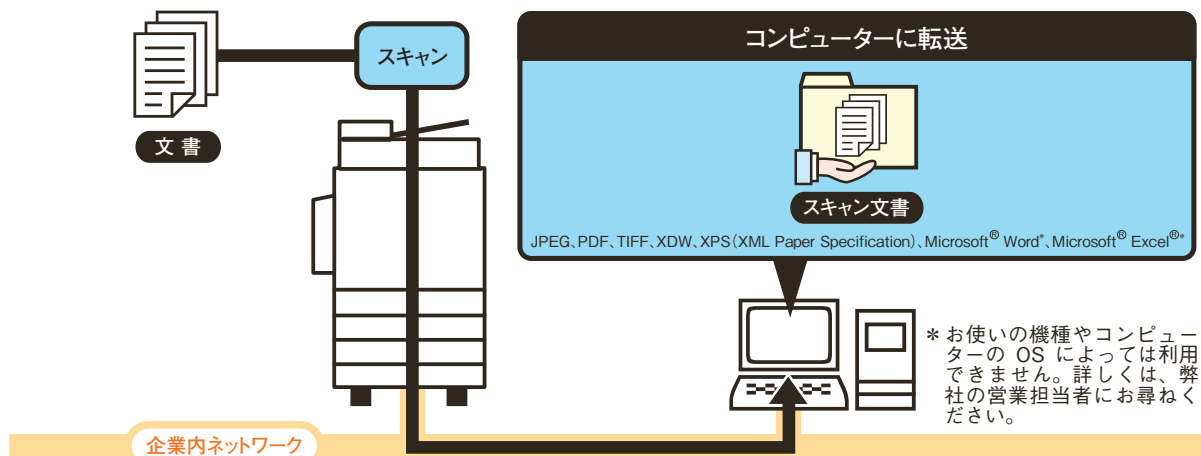 コンピューターに転送
スキャン
文書
スキャン文書
JPEG、PDF、TIFF、XDW、XPS（XML Paper Specification）、Microsoft® Word*、Microsoft® Excel®*
＊お使いの機種やコンピュー
ターの OS によっては利用
できません。詳しくは、弊
社の営業担当者にお尋ねく
ださい。
企業内ネットワーク